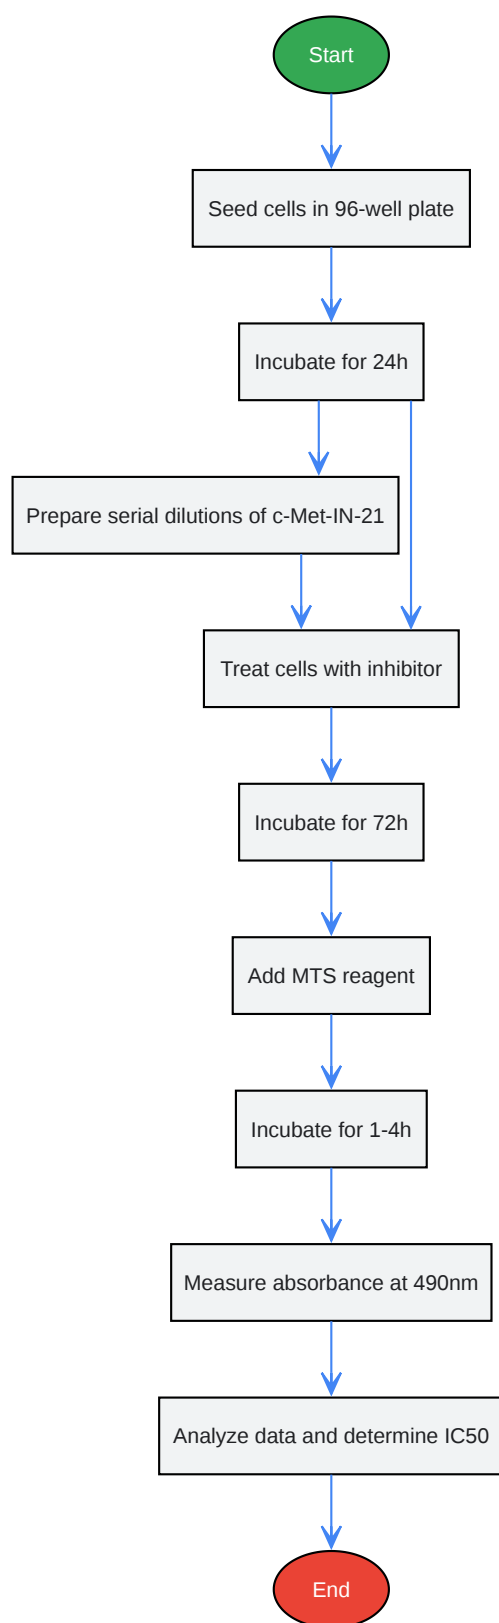 Start
Seed cells in 96-well plate
Incubate for 24h
Prepare serial dilutions of c-Met-IN-21
Treat cells with inhibitor
Incubate for 72h
Add MTS reagent
Incubate for 1-4h
Measure absorbance at 490nm
Analyze data and determine IC50
End